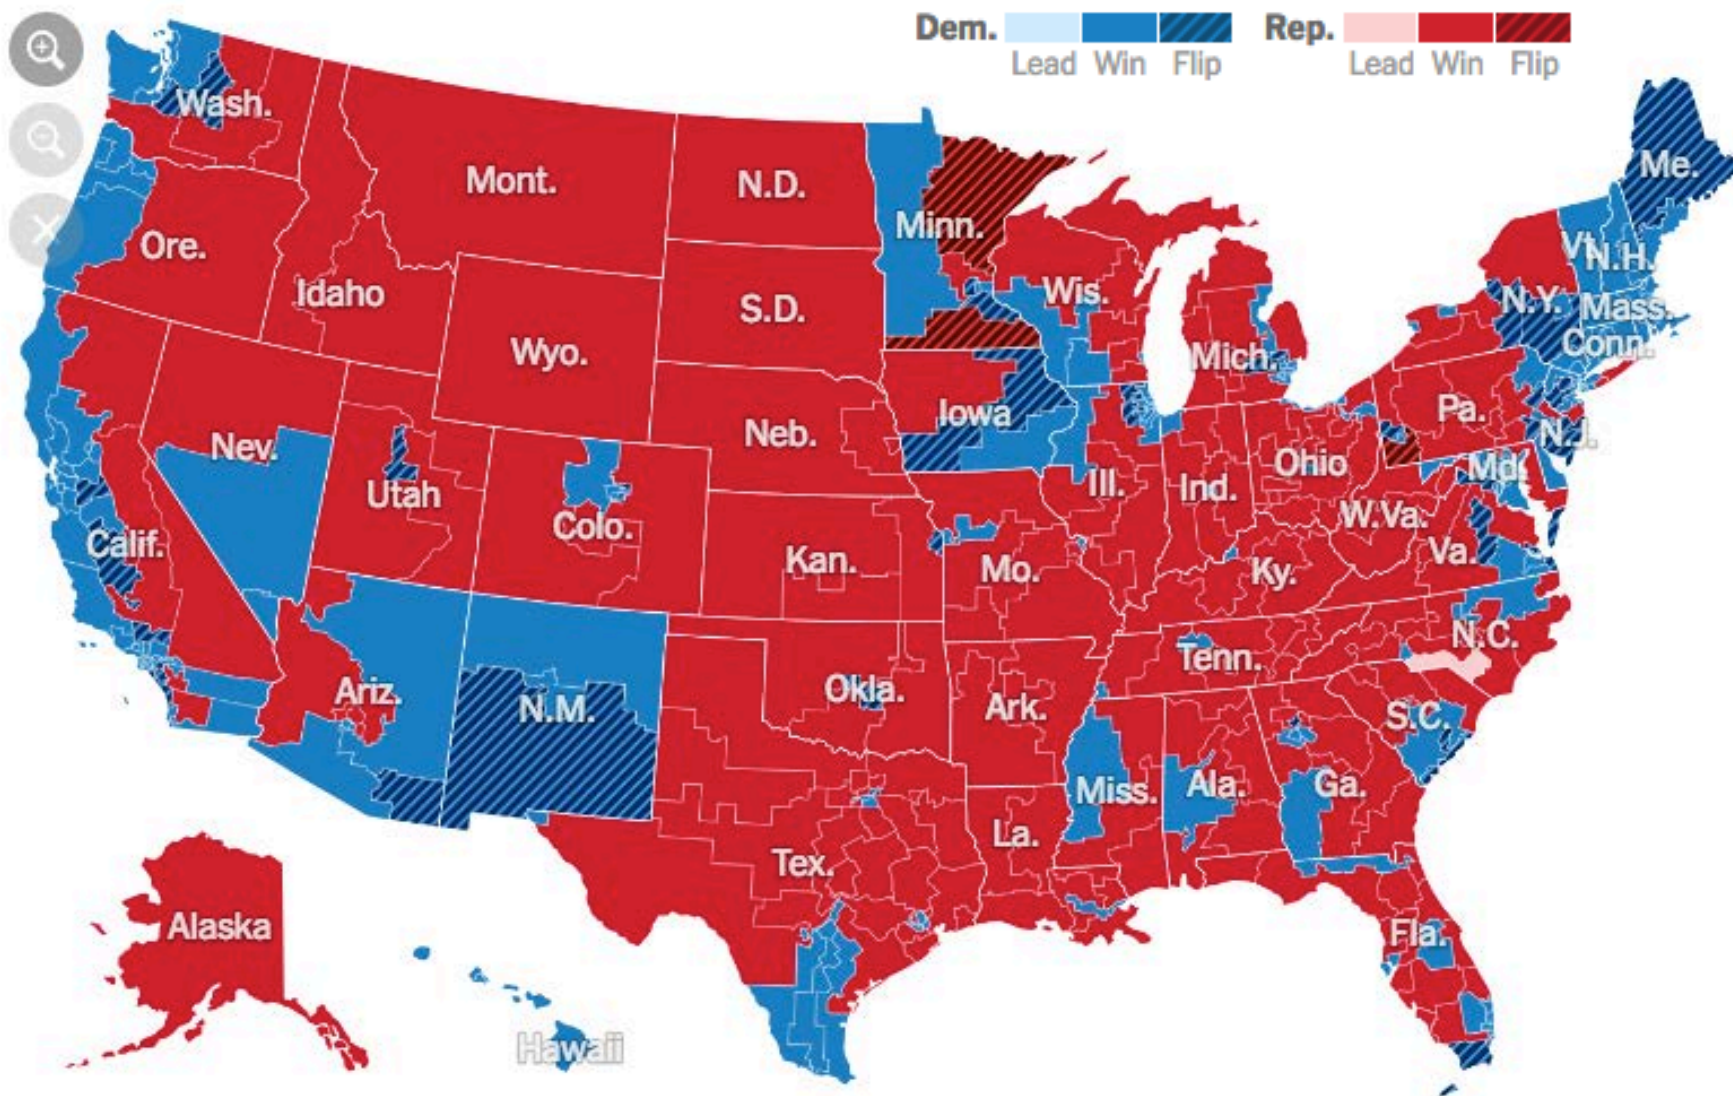 Dem. Rep.
Lead Win Flip Lead Win Flip
Wash.
Mont.
N.D.
Minn.
Me.
Ore.
Idaho
S.D.
Wis.
Vt.
N.H.
N.Y.
Mass.
Wyo.
Mich.
Conn.
Iowa
Pa.
Neb.
Nev.
N.J.
Utah
Ill.
Ind.
Ohio
Md.
Colo.
W.Va.
Calif.
Kan.
Mo.
Ky.
Va.
N.C.
Tenn.
Ariz.
N.M.
Okla.
Ark.
S.C.
Miss.
Ala.
Ga.
La.
Tex.
Alaska
Fla.
Hawaii